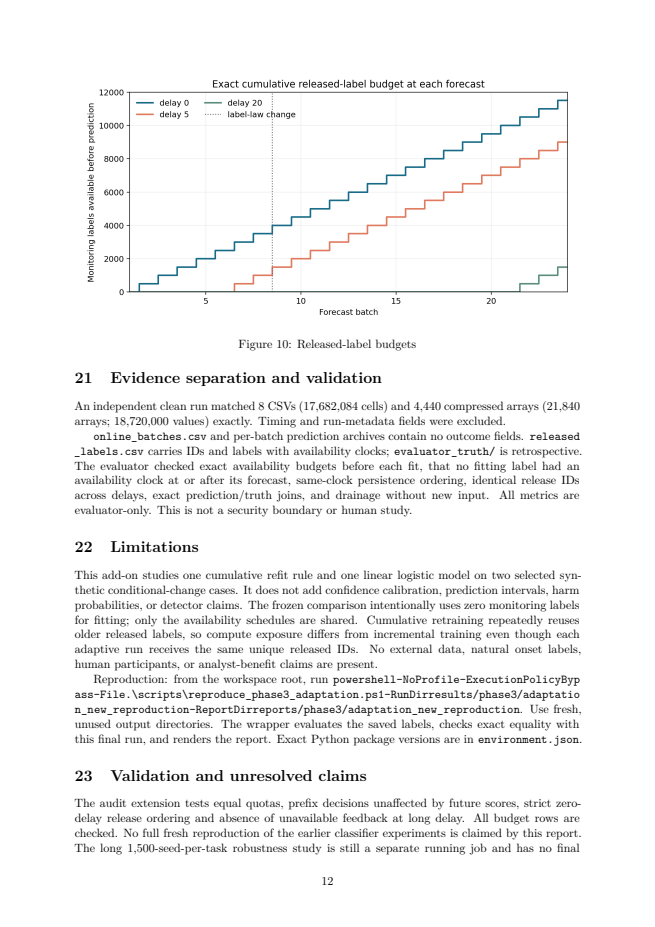 Exact cumulative released-label budget at each forecast
12000
10000
8000
6000
4000
2000
0
Monitoring labels available before prediction
delay 0
delay 5
delay 20
label-law change
5
10
15
20
Forecast batch
Figure 10: Released-label budgets
21 Evidence separation and validation
An independent clean run matched 8 CSVs (17,682,084 cells) and 4,440 compressed arrays (21,840
arrays; 18,720,000 values) exactly. Timing and run-metadata fields were excluded.
online_batches.csv and per-batch prediction archives contain no outcome fields. released
_labels.csv carries IDs and labels with availability clocks; evaluator_truth/ is retrospective.
The evaluator checked exact availability budgets before each fit, that no fitting label had an
availability clock at or after its forecast, same-clock persistence ordering, identical release IDs
across delays, exact prediction/truth joins, and drainage without new input. All metrics are
evaluator-only. This is not a security boundary or human study.
22 Limitations
This add-on studies one cumulative refit rule and one linear logistic model on two selected syn-
thetic conditional-change cases. It does not add confidence calibration, prediction intervals, harm
probabilities, or detector claims. The frozen comparison intentionally uses zero monitoring labels
for fitting; only the availability schedules are shared. Cumulative retraining repeatedly reuses
older released labels, so compute exposure differs from incremental training even though each
adaptive run receives the same unique released IDs. No external data, natural onset labels,
human participants, or analyst-benefit claims are present.
Reproduction: from the workspace root, run powershell-NoProfile-ExecutionPolicyByp
ass-File.\scripts\reproduce_phase3_adaptation.ps1-RunDirresults/phase3/adaptatio
n_new_reproduction-ReportDirreports/phase3/adaptation_new_reproduction. Use fresh,
unused output directories. The wrapper evaluates the saved labels, checks exact equality with
this final run, and renders the report. Exact Python package versions are in environment.json.
23 Validation and unresolved claims
The audit extension tests equal quotas, prefix decisions unaffected by future scores, strict zero-
delay release ordering and absence of unavailable feedback at long delay. All budget rows are
checked. No full fresh reproduction of the earlier classifier experiments is claimed by this report.
The long 1,500-seed-per-task robustness study is still a separate running job and has no final
12